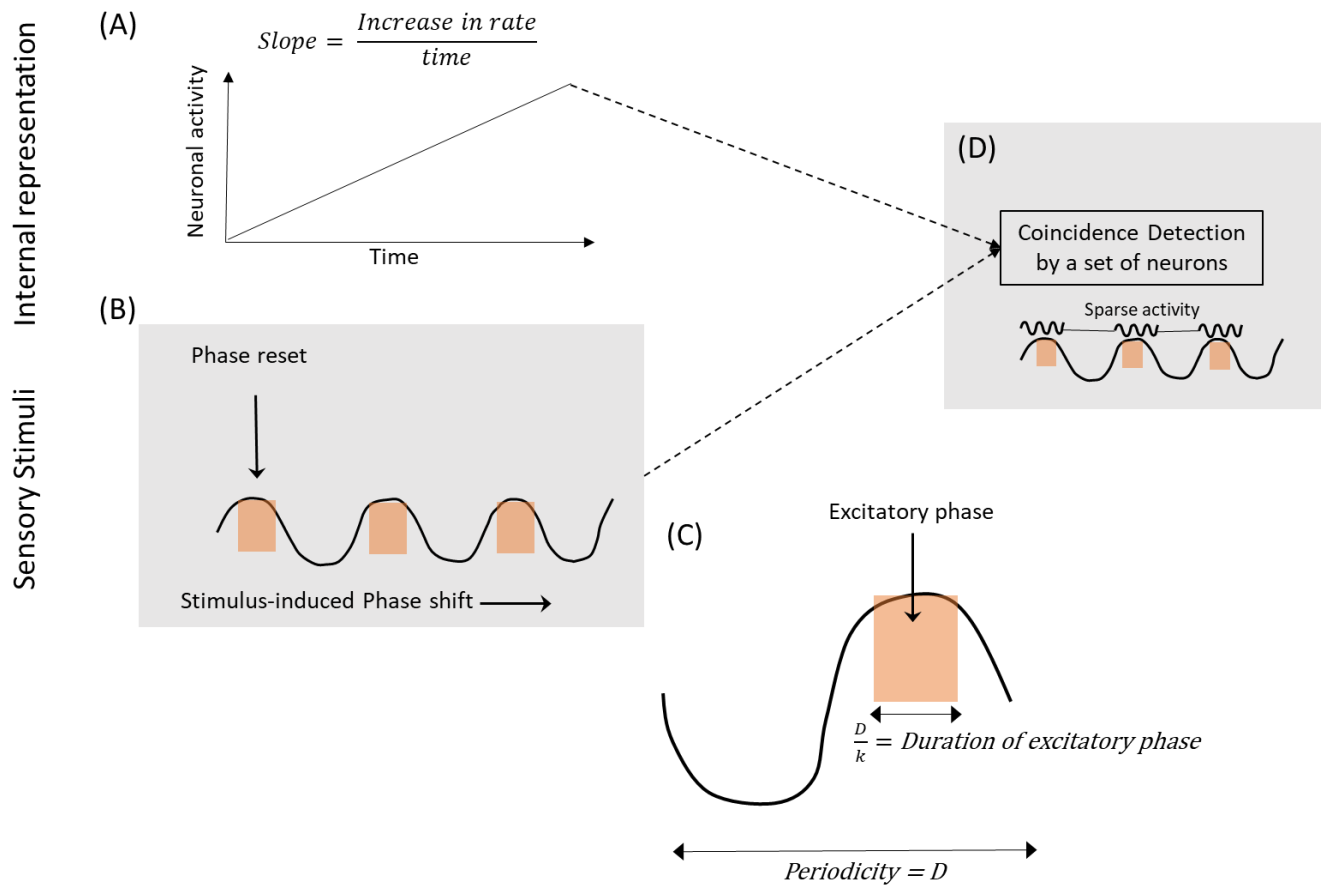 Internal representation
Sensory Stimuli
(A)
Slope = Increase in rate / time
Neuronal activity
Time
(B)
Phase reset
Stimulus-induced Phase shift
(C)
Excitatory phase
D/k = Duration of excitatory phase
Periodicity = D
(D)
Coincidence Detection
by a set of neurons
Sparse activity